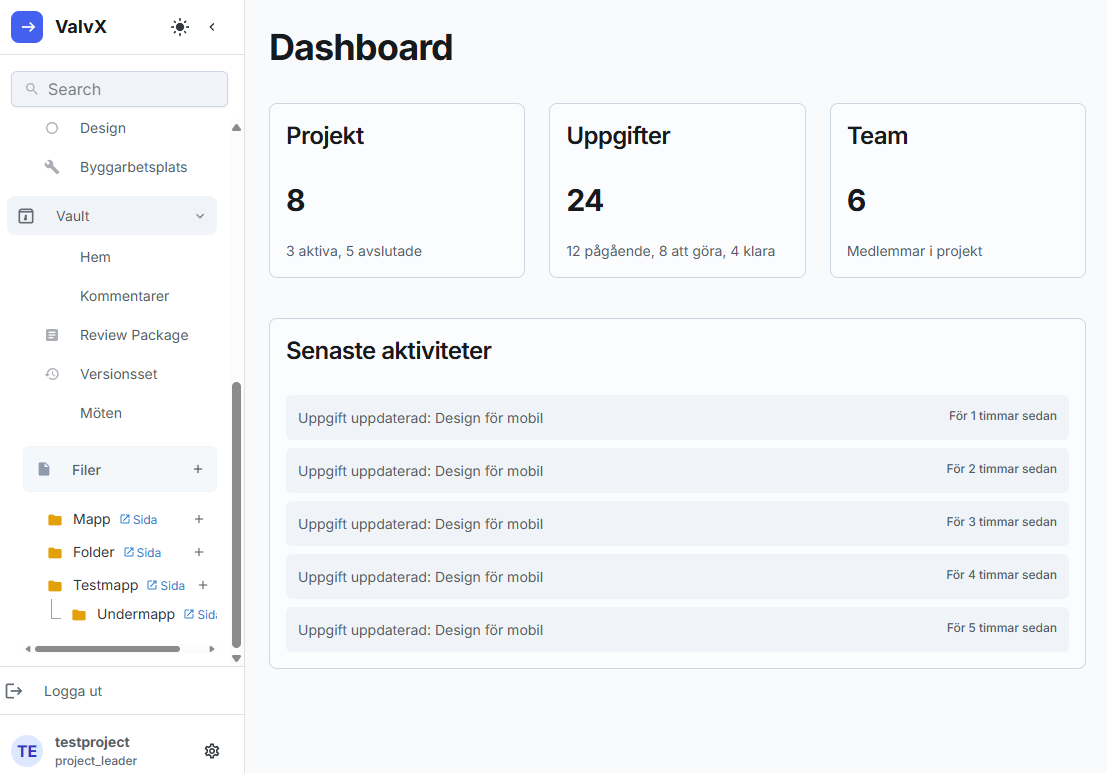 ValvX
Search
Design
Byggarbetsplats
Vault
Hem
Kommentarer
Review Package
Versionsset
Möten
Filer
Mapp Sida
Folder Sida
Testmapp Sida
Undermapp Sida
Logga ut
TE
testproject
project_leader
Dashboard
Projekt
8
3 aktiva, 5 avslutade
Uppgifter
24
12 pågående, 8 att göra, 4 klara
Team
6
Medlemmar i projekt
Senaste aktiviteter
Uppgift uppdaterad: Design för mobil För 1 timmar sedan
Uppgift uppdaterad: Design för mobil För 2 timmar sedan
Uppgift uppdaterad: Design för mobil För 3 timmar sedan
Uppgift uppdaterad: Design för mobil För 4 timmar sedan
Uppgift uppdaterad: Design för mobil För 5 timmar sedan